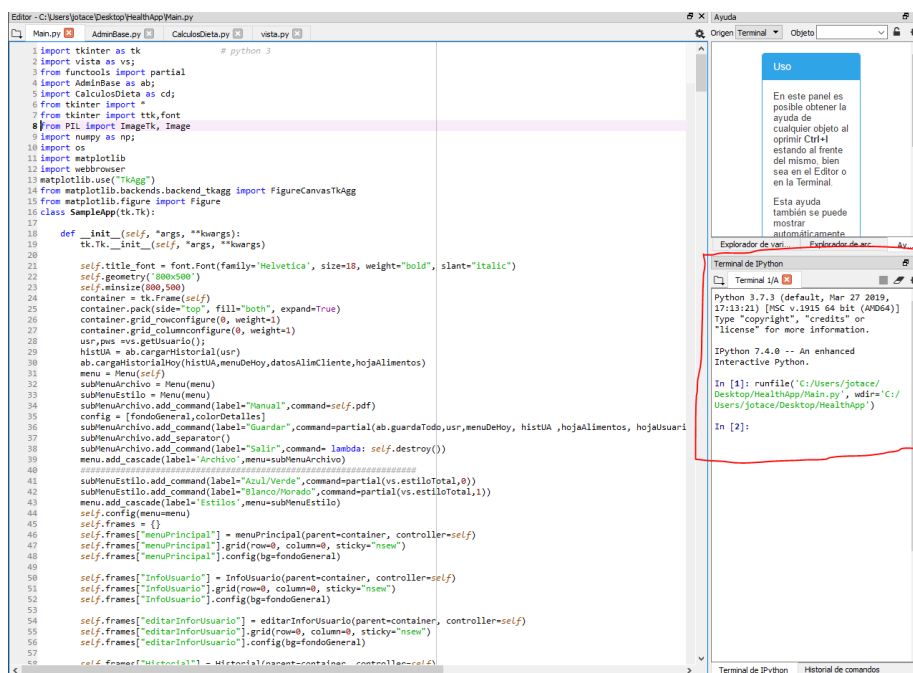 Editor - C:\Users\jotace\Desktop\HealthApp\Main.py
Main.py AdminBase.py CalculosDieta.py vista.py
1 import tkinter as tk # python 3
2 import vista as vs;
3 from functools import partial
4 import AdminBase as ab;
5 import CalculosDieta as cd;
6 from tkinter import *
7 from tkinter import ttk,font
8 from PIL import ImageTk, Image
9 import numpy as np;
10 import os
11 import matplotlib
12 import webbrowser
13 matplotlib.use("TkAgg")
14 from matplotlib.backends.backend_tkagg import FigureCanvasTkAgg
15 from matplotlib.figure import Figure
16 class SampleApp(tk.Tk):
17
18 def __init__(self, *args, **kwargs):
19 tk.Tk.__init__(self, *args, **kwargs)
20
21 self.title_font = font.Font(family='Helvetica', size=18, weight="bold", slant="italic")
22 self.geometry('800x500')
23 self.minsize(800,500)
24 container = tk.Frame(self)
25 container.pack(side="top", fill="both", expand=True)
26 container.grid_rowconfigure(0, weight=1)
27 container.grid_columnconfigure(0, weight=1)
28 usr,pws =vs.getUsuario();
29 histUA = ab.cargarHistorial(usr)
30 ab.cargaHistorialHoy(histUA,menuDeHoy,datosAlimCliente,hojaAlimentos)
31 menu = Menu(self)
32 subMenuArchivo = Menu(menu)
33 subMenuEstilo = Menu(menu)
34 subMenuArchivo.add_command(label="Manual",command=self.pdf)
35 config = [fondoGeneral,colorDetalles]
36 subMenuArchivo.add_command(label="Guardar",command=partial(ab.guardaTodo,usr,menuDeHoy, histUA ,hojaAlimentos, hojaUsuari
37 subMenuArchivo.add_separator()
38 subMenuArchivo.add_command(label="Salir",command= lambda: self.destroy())
39 menu.add_cascade(label='Archivo',menu=subMenuArchivo)
40 ####################################################################
41 subMenuEstilo.add_command(label="Azul/Verde",command=partial(vs.estiloTotal,0))
42 subMenuEstilo.add_command(label="Blanco/Morado",command=partial(vs.estiloTotal,1))
43 menu.add_cascade(label='Estilos',menu=subMenuEstilo)
44 self.config(menu=menu)
45 self.frames = {}
46 self.frames["menuPrincipal"] = menuPrincipal(parent=container, controller=self)
47 self.frames["menuPrincipal"].grid(row=0, column=0, sticky="nsew")
48 self.frames["menuPrincipal"].config(bg=fondoGeneral)
49
50 self.frames["InfoUsuario"] = InfoUsuario(parent=container, controller=self)
51 self.frames["InfoUsuario"].grid(row=0, column=0, sticky="nsew")
52 self.frames["InfoUsuario"].config(bg=fondoGeneral)
53
54 self.frames["editarInforUsuario"] = editarInforUsuario(parent=container, controller=self)
55 self.frames["editarInforUsuario"].grid(row=0, column=0, sticky="nsew")
56 self.frames["editarInforUsuario"].config(bg=fondoGeneral)
57
58 self.frames["Historial"] = Historial(parent=container, controller=self)
Ayuda
Origen Terminal Objeto
Uso
En este panel es
posible obtener la
ayuda de
cualquier objeto al
oprimir Ctrl+I
estando al frente
del mismo, bien
sea en el Editor o
en la Terminal.
Esta ayuda
también se puede
mostrar
automáticamente
Explorador de vari... Explorador de arc... Ay...
Terminal de IPython
Terminal 1/A
Python 3.7.3 (default, Mar 27 2019,
17:13:21) [MSC v.1915 64 bit (AMD64)]
Type "copyright", "credits" or
"license" for more information.
IPython 7.4.0 -- An enhanced
Interactive Python.
In [1]: runfile('C:/Users/jotace/
Desktop/HealthApp/Main.py', wdir='C:/
Users/jotace/Desktop/HealthApp')
In [2]:
Terminal de IPython Historial de comandos